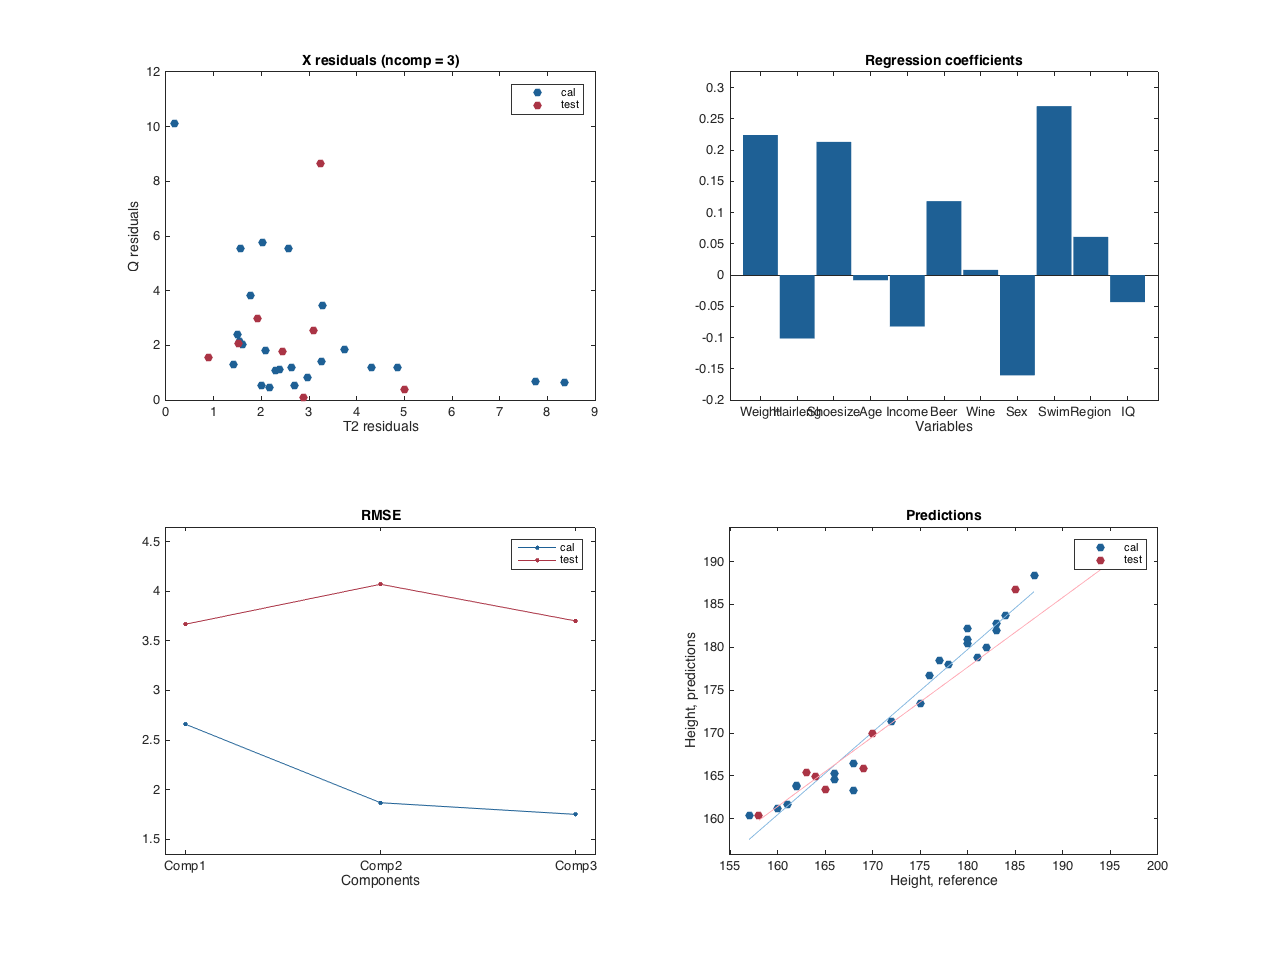 X residuals (ncomp = 3)
cal
test
12
10
8
6
4
2
0
Q residuals
0 1 2 3 4 5 6 7 8 9
T2 residuals
Regression coefficients
0.3
0.25
0.2
0.15
0.1
0.05
0
-0.05
-0.1
-0.15
-0.2
Weight Hairleng Shoesize Age Income Beer Wine Sex Swim Region IQ
Variables
RMSE
cal
test
4.5
4
3.5
3
2.5
2
1.5
Comp1 Comp2 Comp3
Components
Predictions
cal
test
190
185
180
175
170
165
160
Height, predictions
155 160 165 170 175 180 185 190 195 200
Height, reference